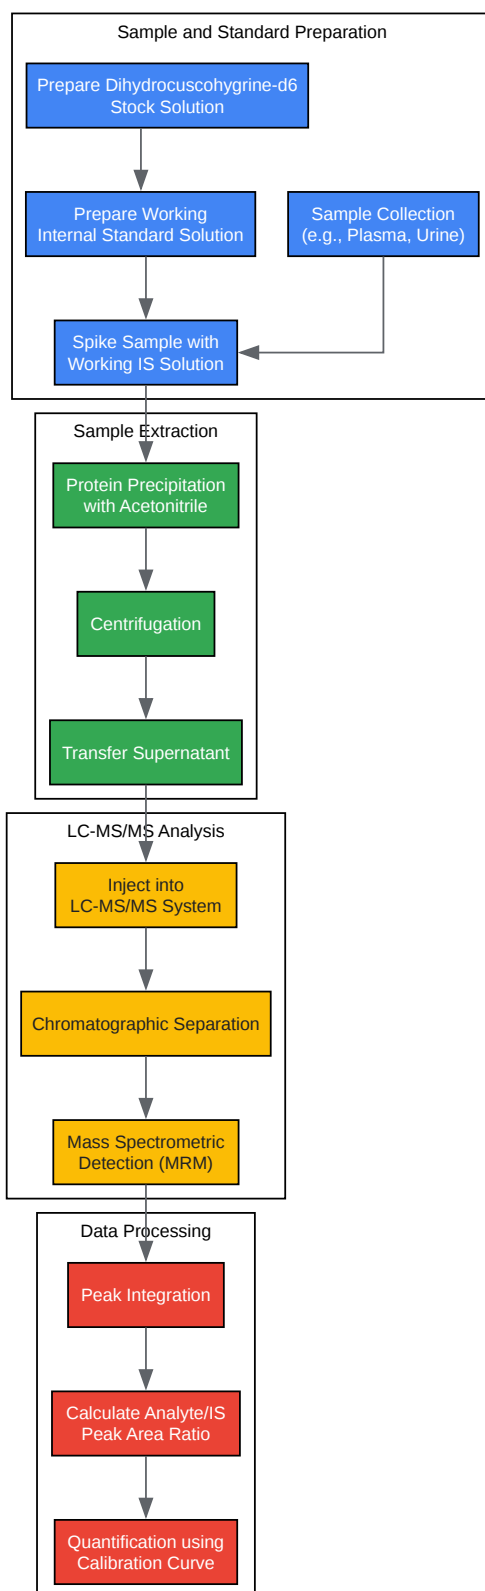 Sample and Standard Preparation
Prepare Dihydrocuscohygrine-d6
Stock Solution
Prepare Working
Internal Standard Solution
Sample Collection
(e.g., Plasma, Urine)
Spike Sample with
Working IS Solution
Sample Extraction
Protein Precipitation
with Acetonitrile
Centrifugation
Transfer Supernatant
LC-MS/MS Analysis
Inject into
LC-MS/MS System
Chromatographic Separation
Mass Spectrometric
Detection (MRM)
Data Processing
Peak Integration
Calculate Analyte/IS
Peak Area Ratio
Quantification using
Calibration Curve